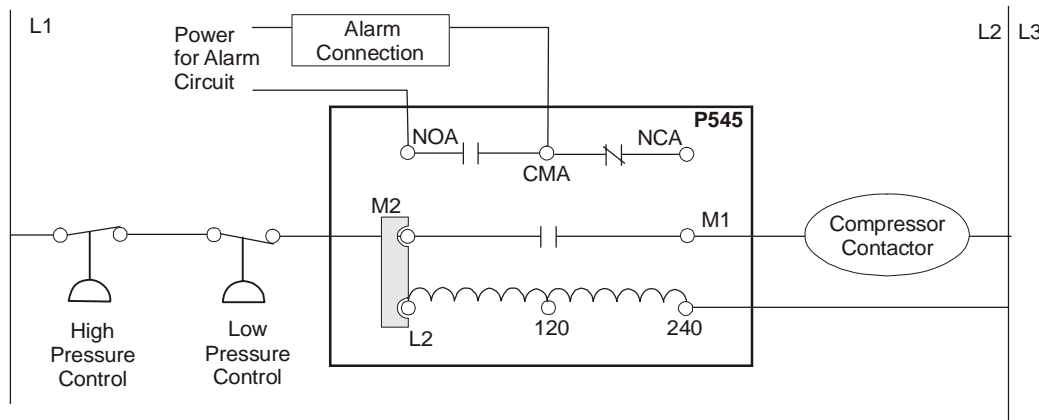 L1
Power
for Alarm
Circuit
Alarm
Connection
L2
L3
P545
NOA
CMA
NCA
M2
M1
Compressor
Contactor
L2
120
240
High
Pressure
Control
Low
Pressure
Control